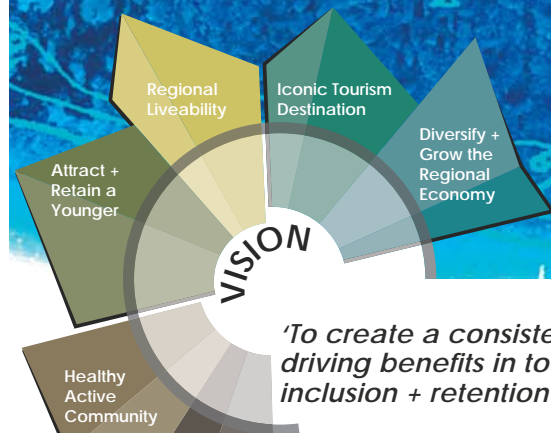 Regional
Liveability
Iconic Tourism
Destination
Diversify +
Grow the
Regional
Economy
Attract +
Retain a
Younger
VISION
'To create a consiste
driving benefits in to
inclusion + retention
Healthy
Active
Community